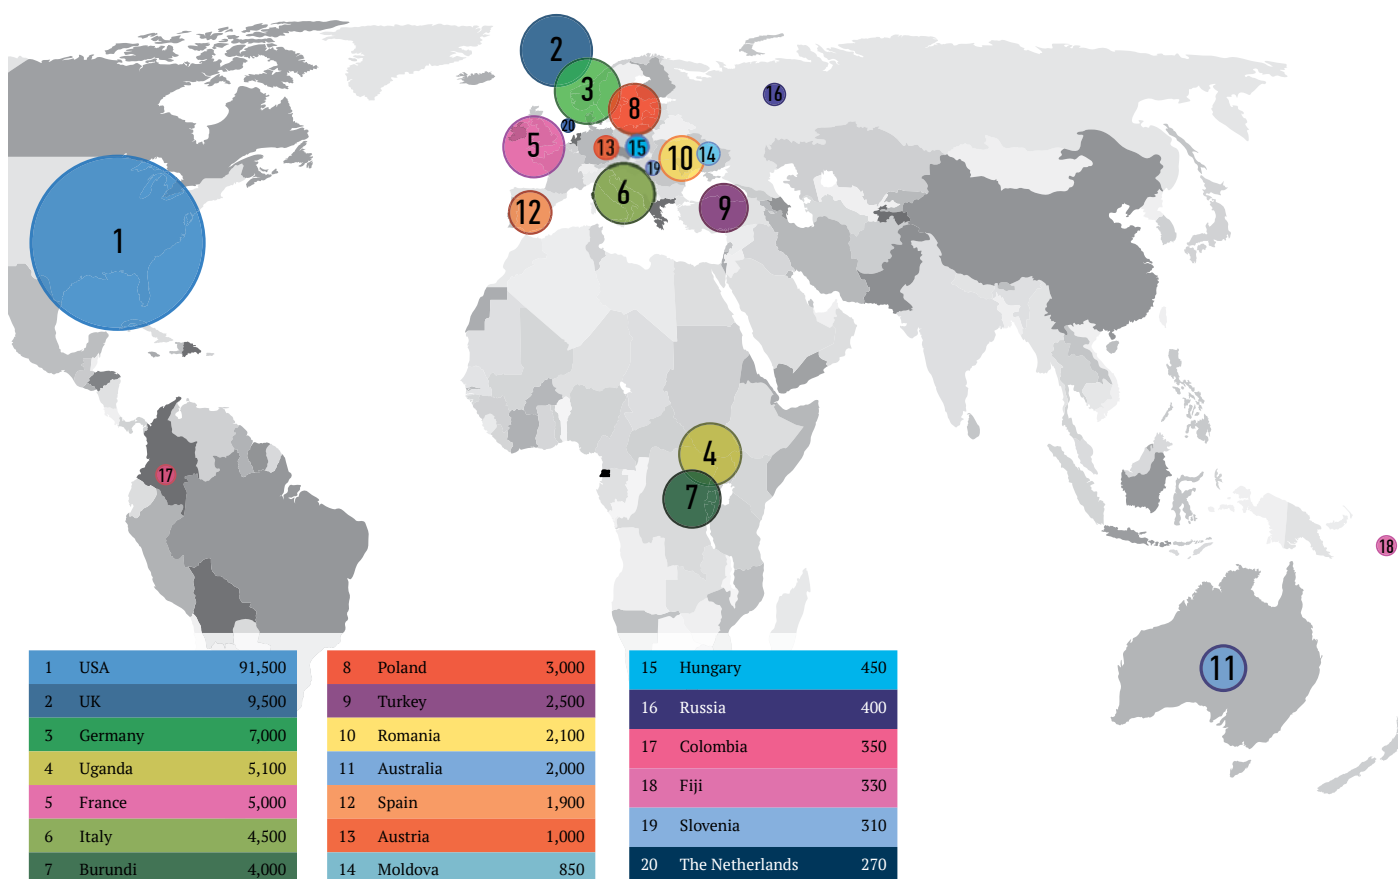 2
3
16
8
20
5
13
15
10
14
19
6
12
9
1
4
17
7
18
11
1 USA 91,500
2 UK 9,500
3 Germany 7,000
4 Uganda 5,100
5 France 5,000
6 Italy 4,500
7 Burundi 4,000
8 Poland 3,000
9 Turkey 2,500
10 Romania 2,100
11 Australia 2,000
12 Spain 1,900
13 Austria 1,000
14 Moldova 850
15 Hungary 450
16 Russia 400
17 Colombia 350
18 Fiji 330
19 Slovenia 310
20 The Netherlands 270